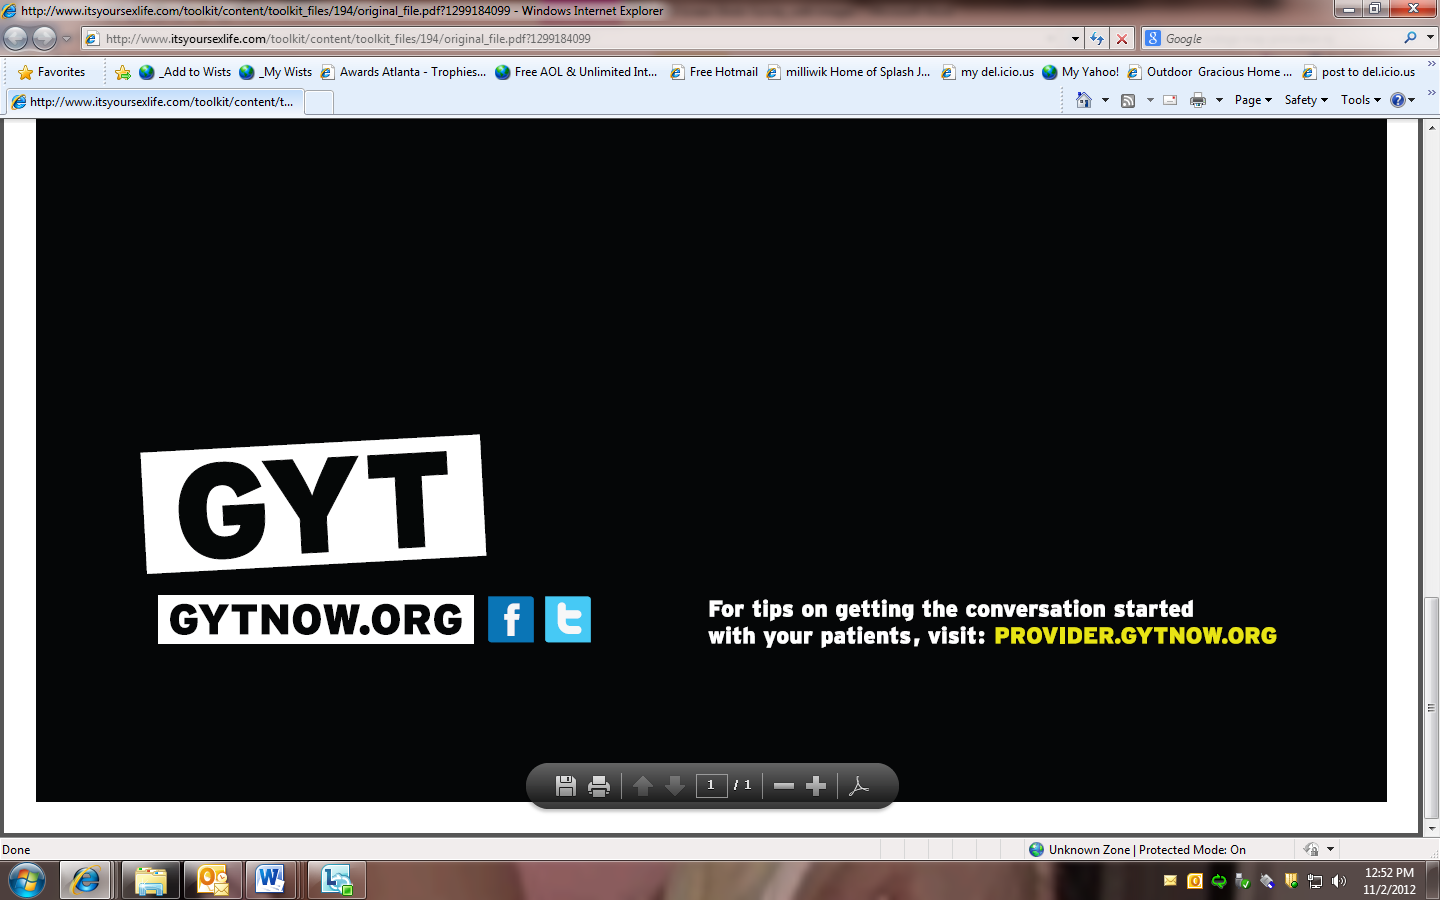 http://www.itsyoursexlife.com/toolkit/content/toolkit_files/194/original_file.pdf?1299184099 - Windows Internet Explorer
http://www.itsyoursexlife.com/toolkit/content/toolkit_files/194/original_file.pdf?1299184099
Google
Favorites _Add to Wists _My Wists Awards Atlanta - Trophies... Free AOL & Unlimited Int... Free Hotmail milliwik Home of Splash J... my del.icio.us My Yahoo! Outdoor Gracious Home ... post to del.icio.us
http://www.itsyoursexlife.com/toolkit/content/t... Page Safety Tools
GYT
GYTNOW.ORG
For tips on getting the conversation started
with your patients, visit: PROVIDER.GYTNOW.ORG
1 / 1
Done Unknown Zone | Protected Mode: On
12:52 PM
11/2/2012